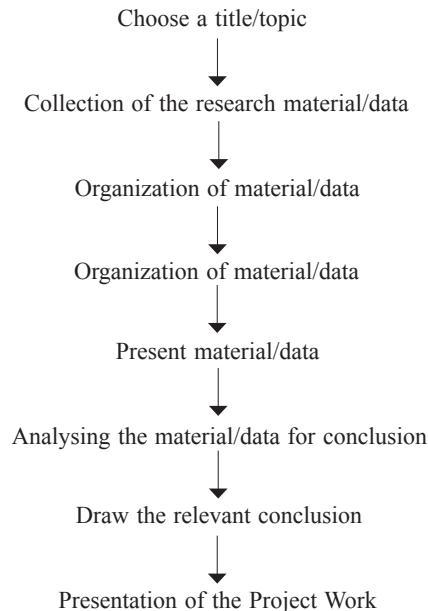 Choose a title/topic
Collection of the research material/data
Organization of material/data
Organization of material/data
Present material/data
Analysing the material/data for conclusion
Draw the relevant conclusion
Presentation of the Project Work